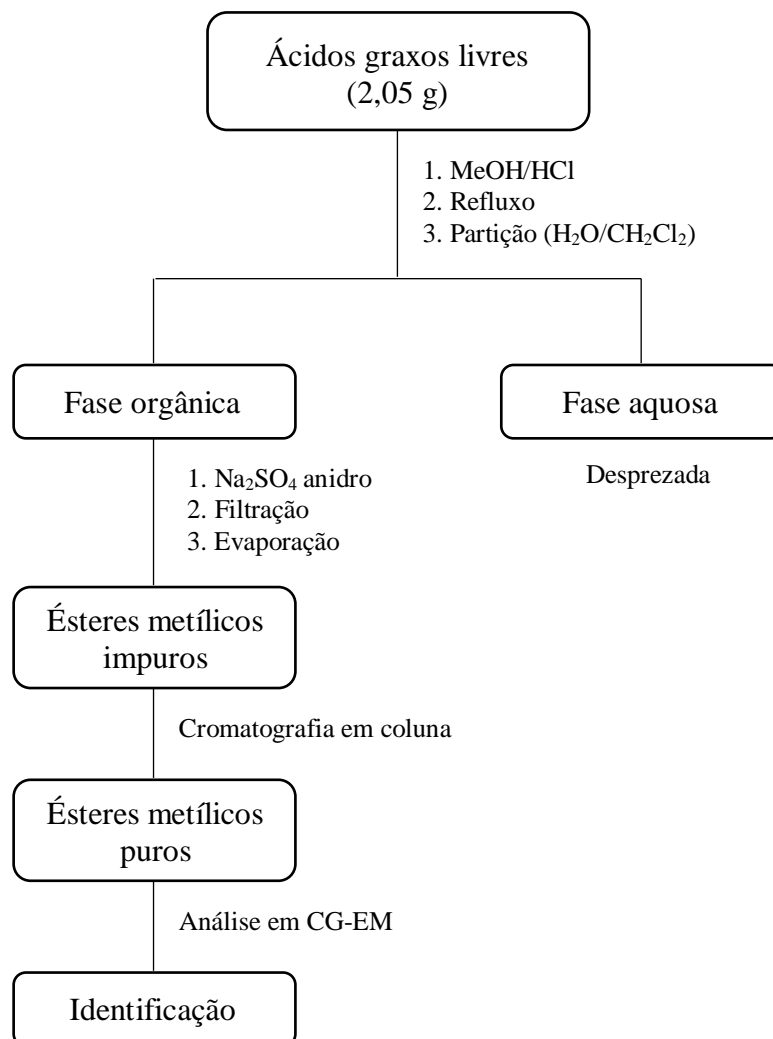 Ácidos graxos livres
(2,05 g)
1. MeOH/HCl
2. Refluxo
3. Partição (H₂O/CH₂Cl₂)
Fase orgânica
Fase aquosa
1. Na₂SO₄ anidro
2. Filtração
3. Evaporação
Desprezada
Ésteres metílicos
impuros
Cromatografia em coluna
Ésteres metílicos
puros
Análise em CG-EM
Identificação